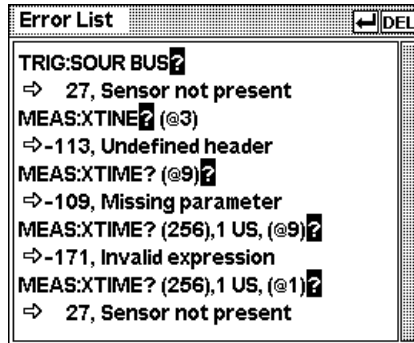 Error List
DEL
TRIG:SOUR BUS?
⇨ 27, Sensor not present
MEAS:XTINE? (@3)
⇨-113, Undefined header
MEAS:XTIME? (@9)?
⇨-109, Missing parameter
MEAS:XTIME? (256),1 US, (@9)?
⇨-171, Invalid expression
MEAS:XTIME? (256),1 US, (@1)?
⇨ 27, Sensor not present